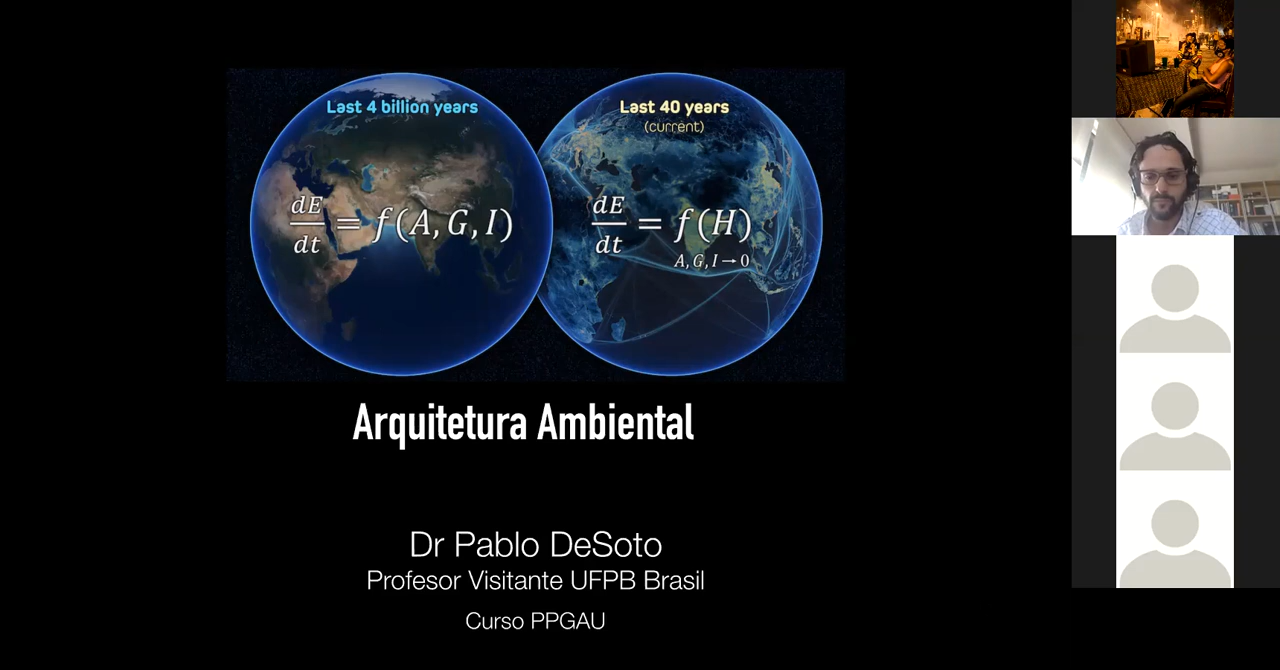 Last 4 billion years
dE/dt = f(A, G, I)
Last 40 years
(current)
dE/dt = f(H)
A, G, I→0
Arquitetura Ambiental
Dr Pablo DeSoto
Profesor Visitante UFPB Brasil
Curso PPGAU